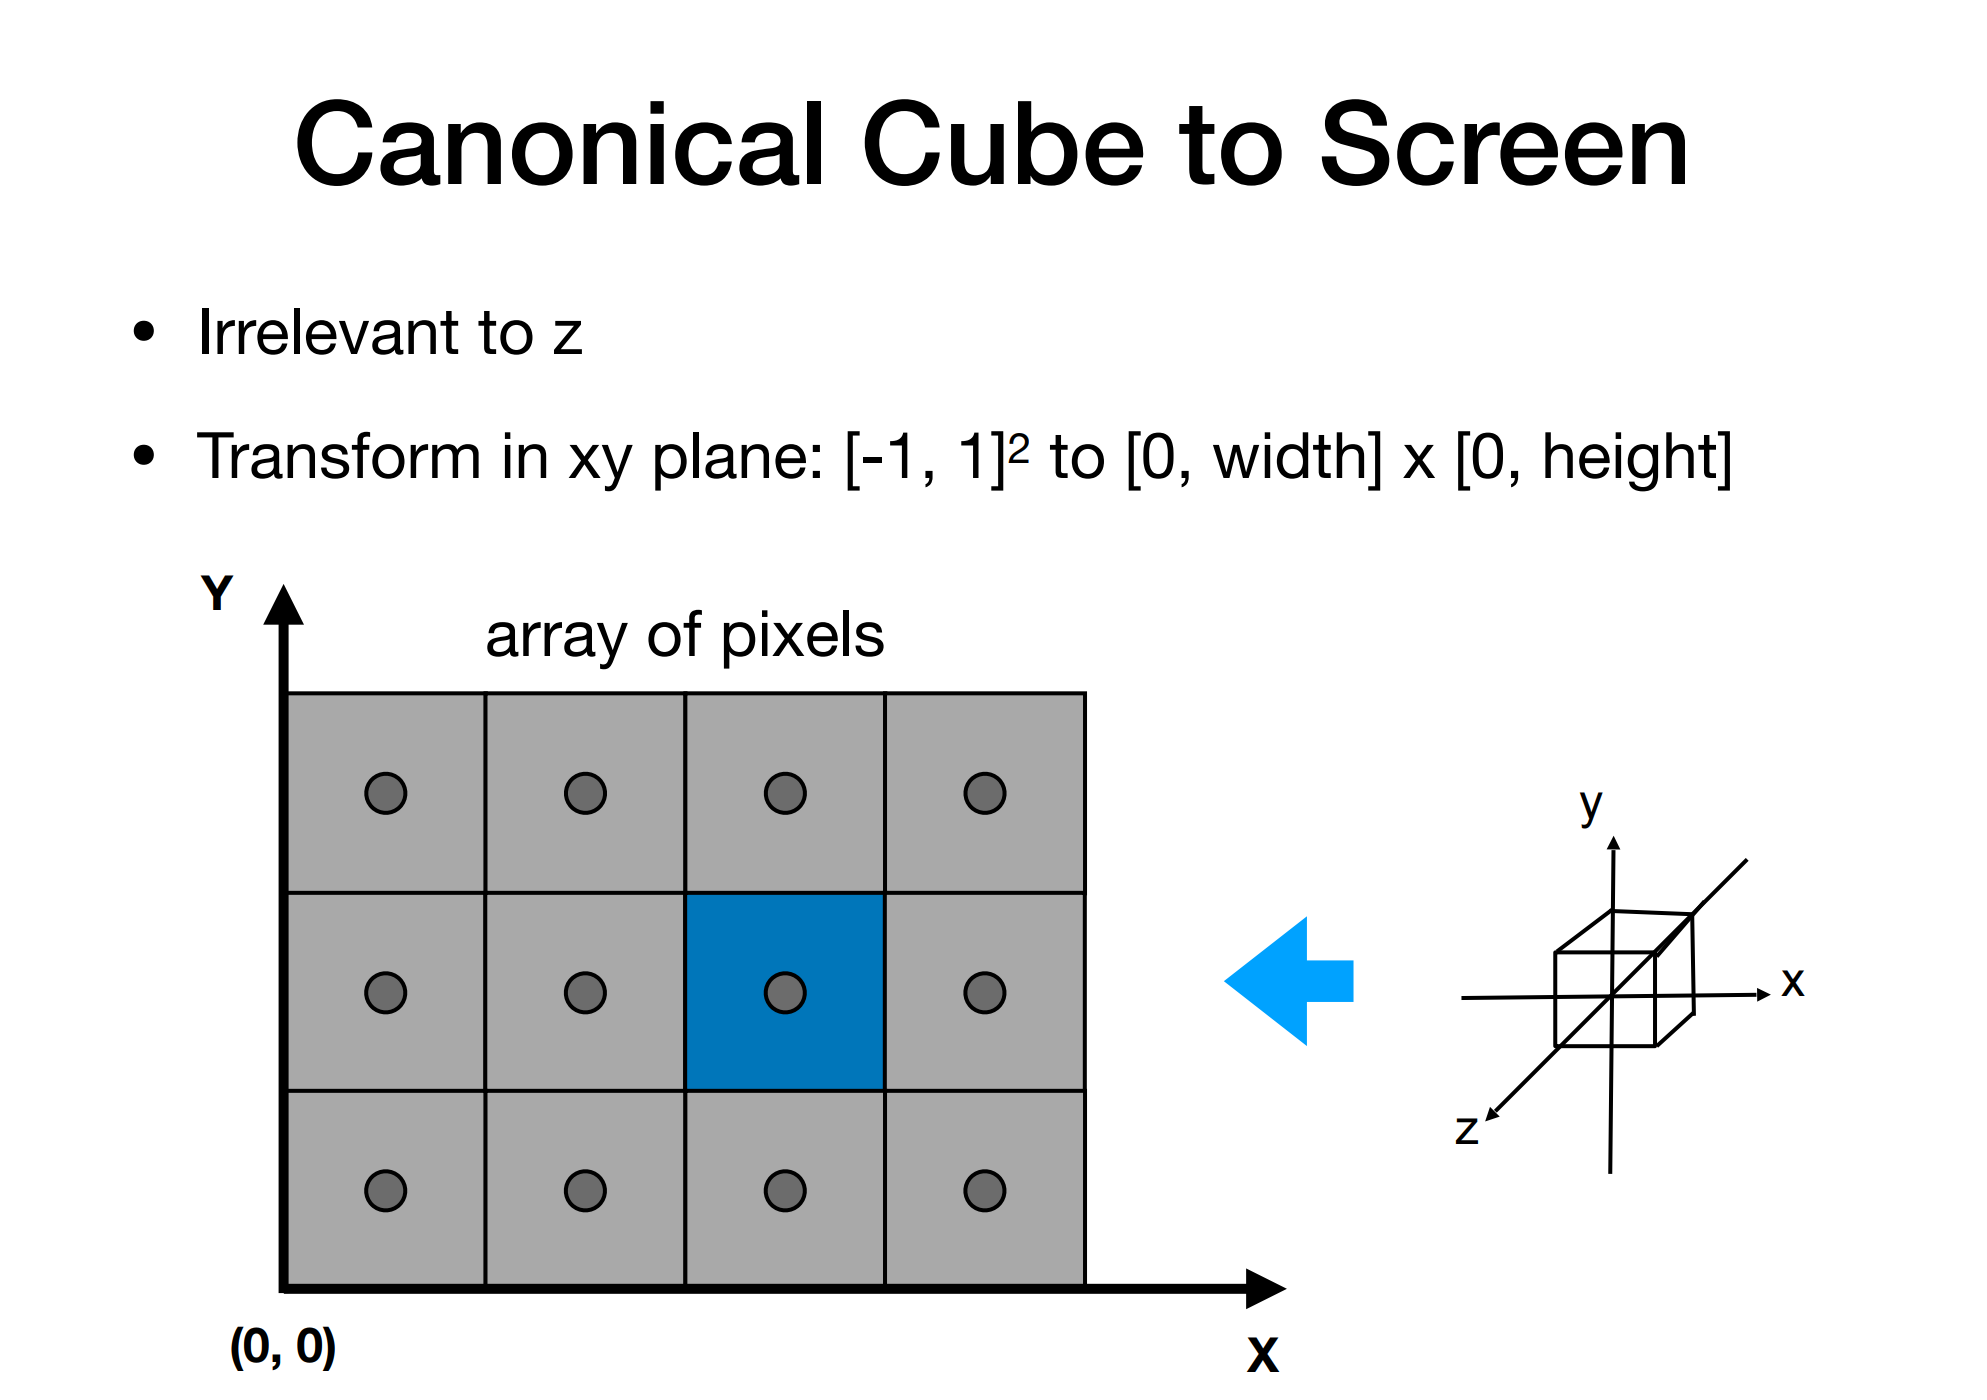 Canonical Cube to Screen
• Irrelevant to z
• Transform in xy plane: [-1, 1]² to [0, width] x [0, height]
Y
array of pixels
y
x
z
(0, 0)
X